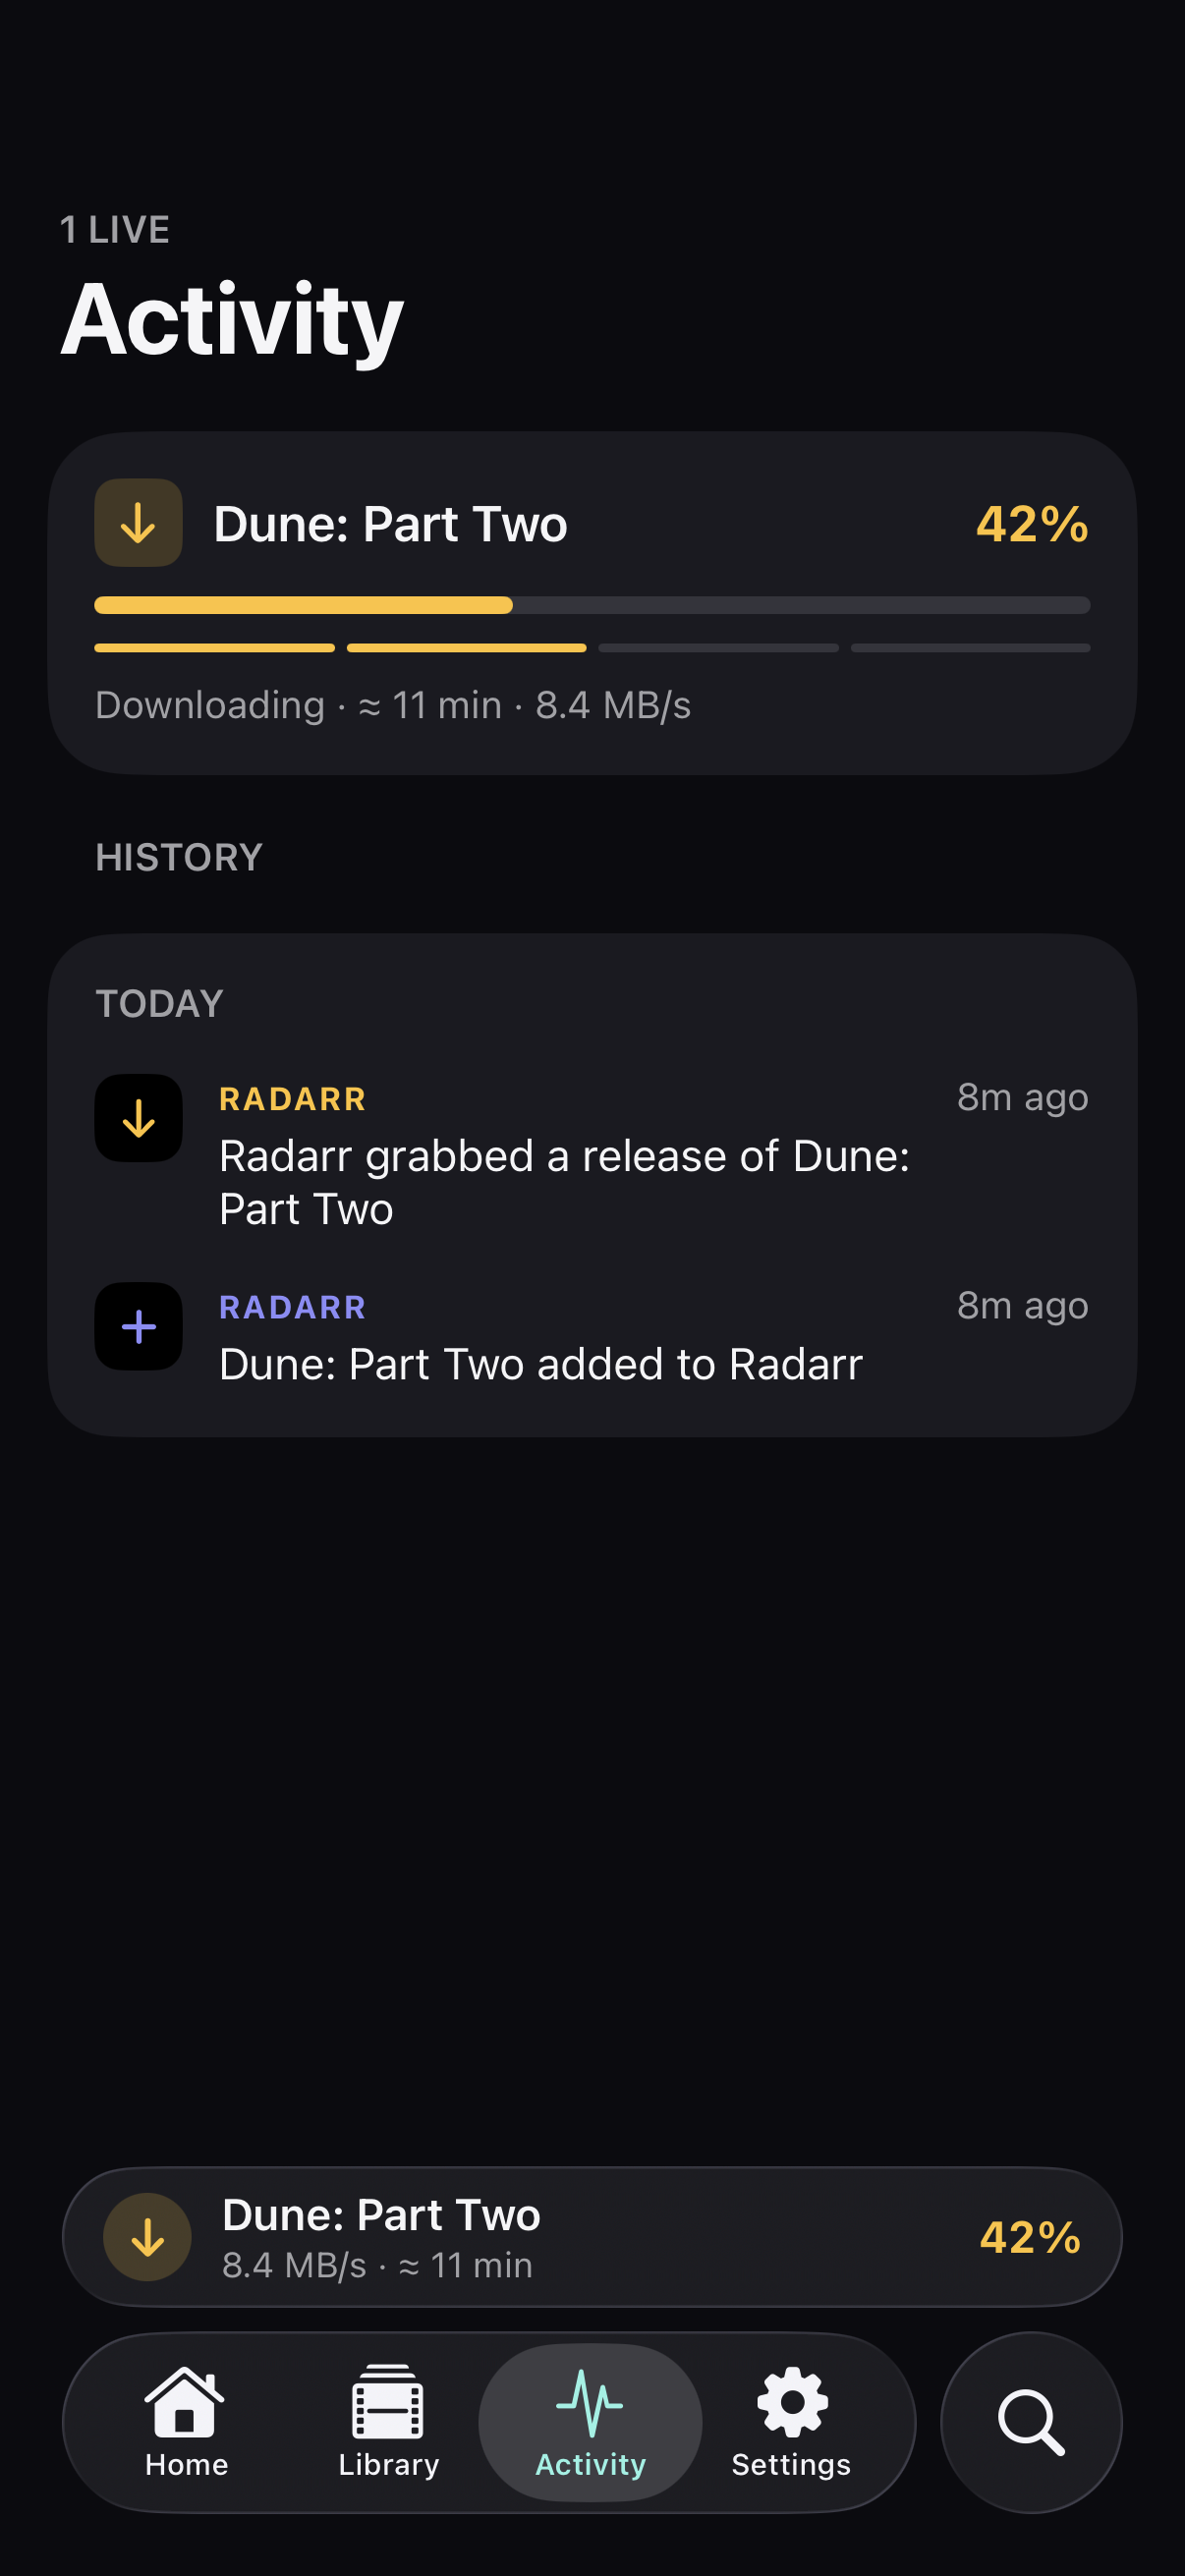 1 LIVE
Activity
Dune: Part Two
42%
Downloading · ≈ 11 min · 8.4 MB/s
HISTORY
TODAY
RADARR
8m ago
Radarr grabbed a release of Dune:
Part Two
RADARR
8m ago
Dune: Part Two added to Radarr
Dune: Part Two
8.4 MB/s · ≈ 11 min
42%
Home
Library
Activity
Settings